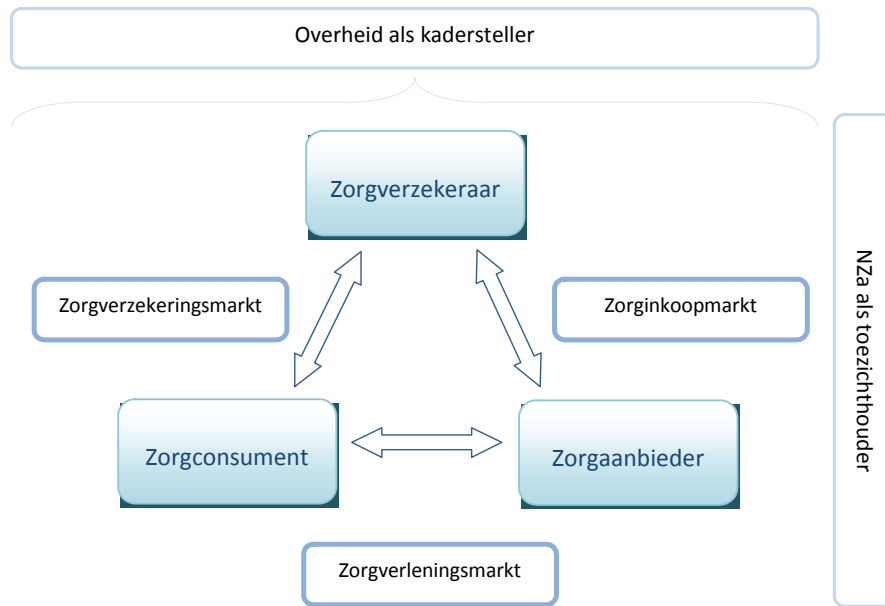 Overheid als kadersteller
Zorgverzekeraar
Zorgverzekeringsmarkt
Zorginkoopmarkt
NZa als toezichthouder
Zorgconsument
Zorgaanbieder
Zorgverleningsmarkt